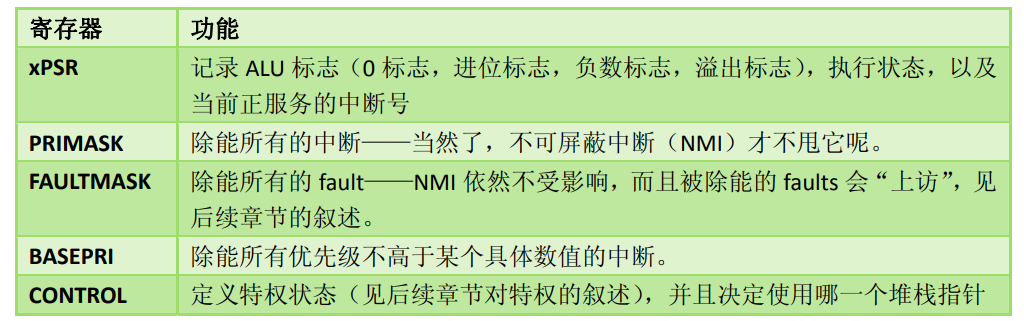 寄存器 功能
xPSR 记录 ALU 标志（0 标志，进位标志，负数标志，溢出标志），执行状态，以及
当前正服务的中断号
PRIMASK 除能所有的中断——当然了，不可屏蔽中断（NMI）才不甩它呢。
FAULTMASK 除能所有的 fault——NMI 依然不受影响，而且被除能的 faults 会“上访”，见
后续章节的叙述。
BASEPRI 除能所有优先级不高于某个具体数值的中断。
CONTROL 定义特权状态（见后续章节对特权的叙述），并且决定使用哪一个堆栈指针